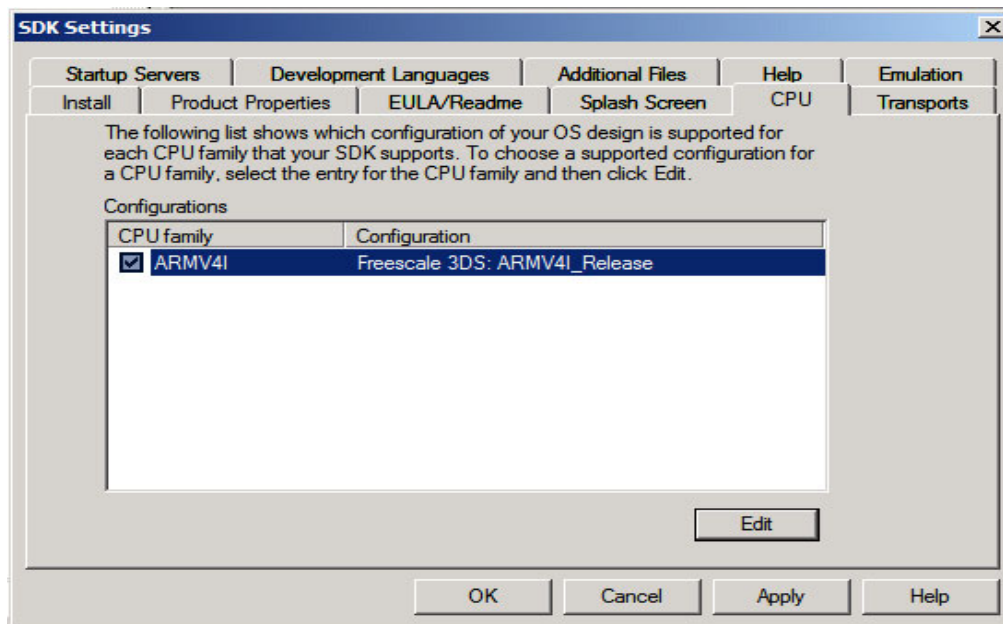 SDK Settings
Startup Servers Development Languages Additional Files Help Emulation
Install Product Properties EULA/Readme Splash Screen CPU Transports
The following list shows which configuration of your OS design is supported for
each CPU family that your SDK supports. To choose a supported configuration for
a CPU family, select the entry for the CPU family and then click Edit.
Configurations
CPU family Configuration
ARMV4I Freescale 3DS: ARMV4I_Release
Edit
OK Cancel Apply Help